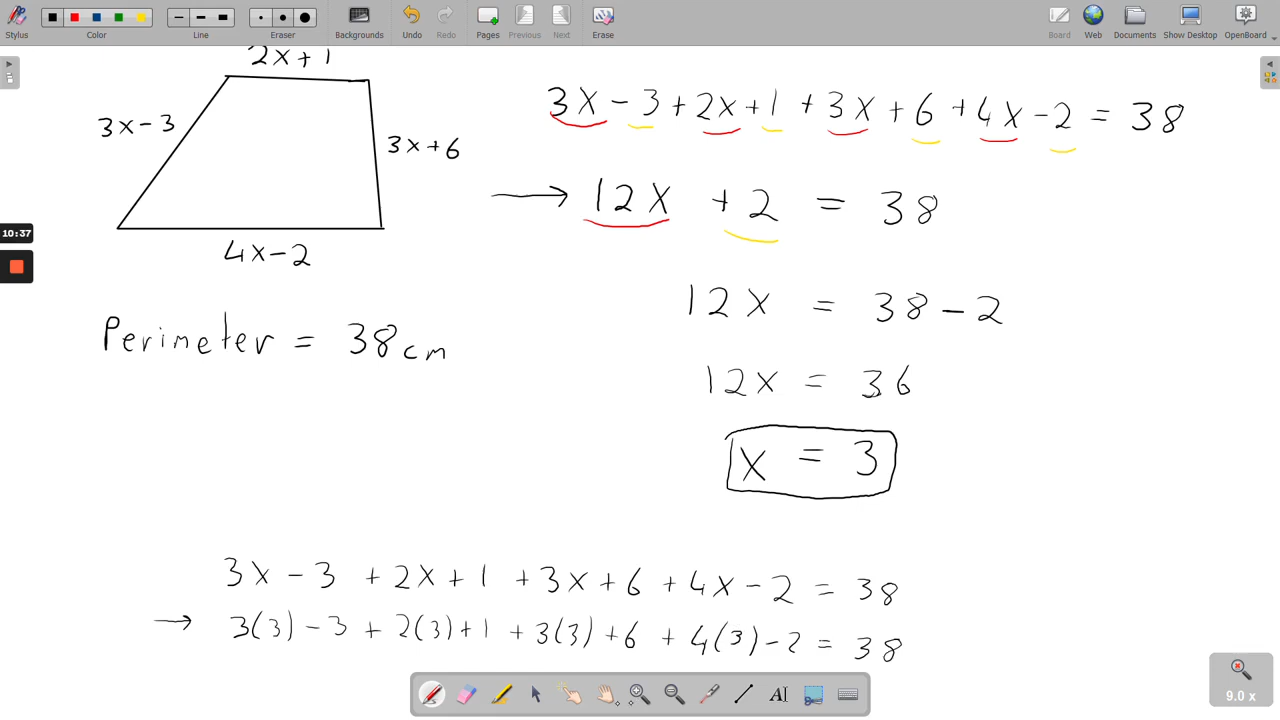 Stylus Color Line Eraser Backgrounds Undo Redo Pages Previous Next Erase Board Web Documents Show Desktop OpenBoard
2x+1
3x-3
3x+6
4x-2
Perimeter = 38cm
3x-3+2x+1+3x+6+4x-2=38
→ 12x +2 = 38
12x = 38-2
12x = 36
x = 3
3x-3+2x+1+3x+6+4x-2=38
→ 3(3)-3+2(3)+1+3(3)+6+4(3)-2=38
10:37
AI
9.0 x